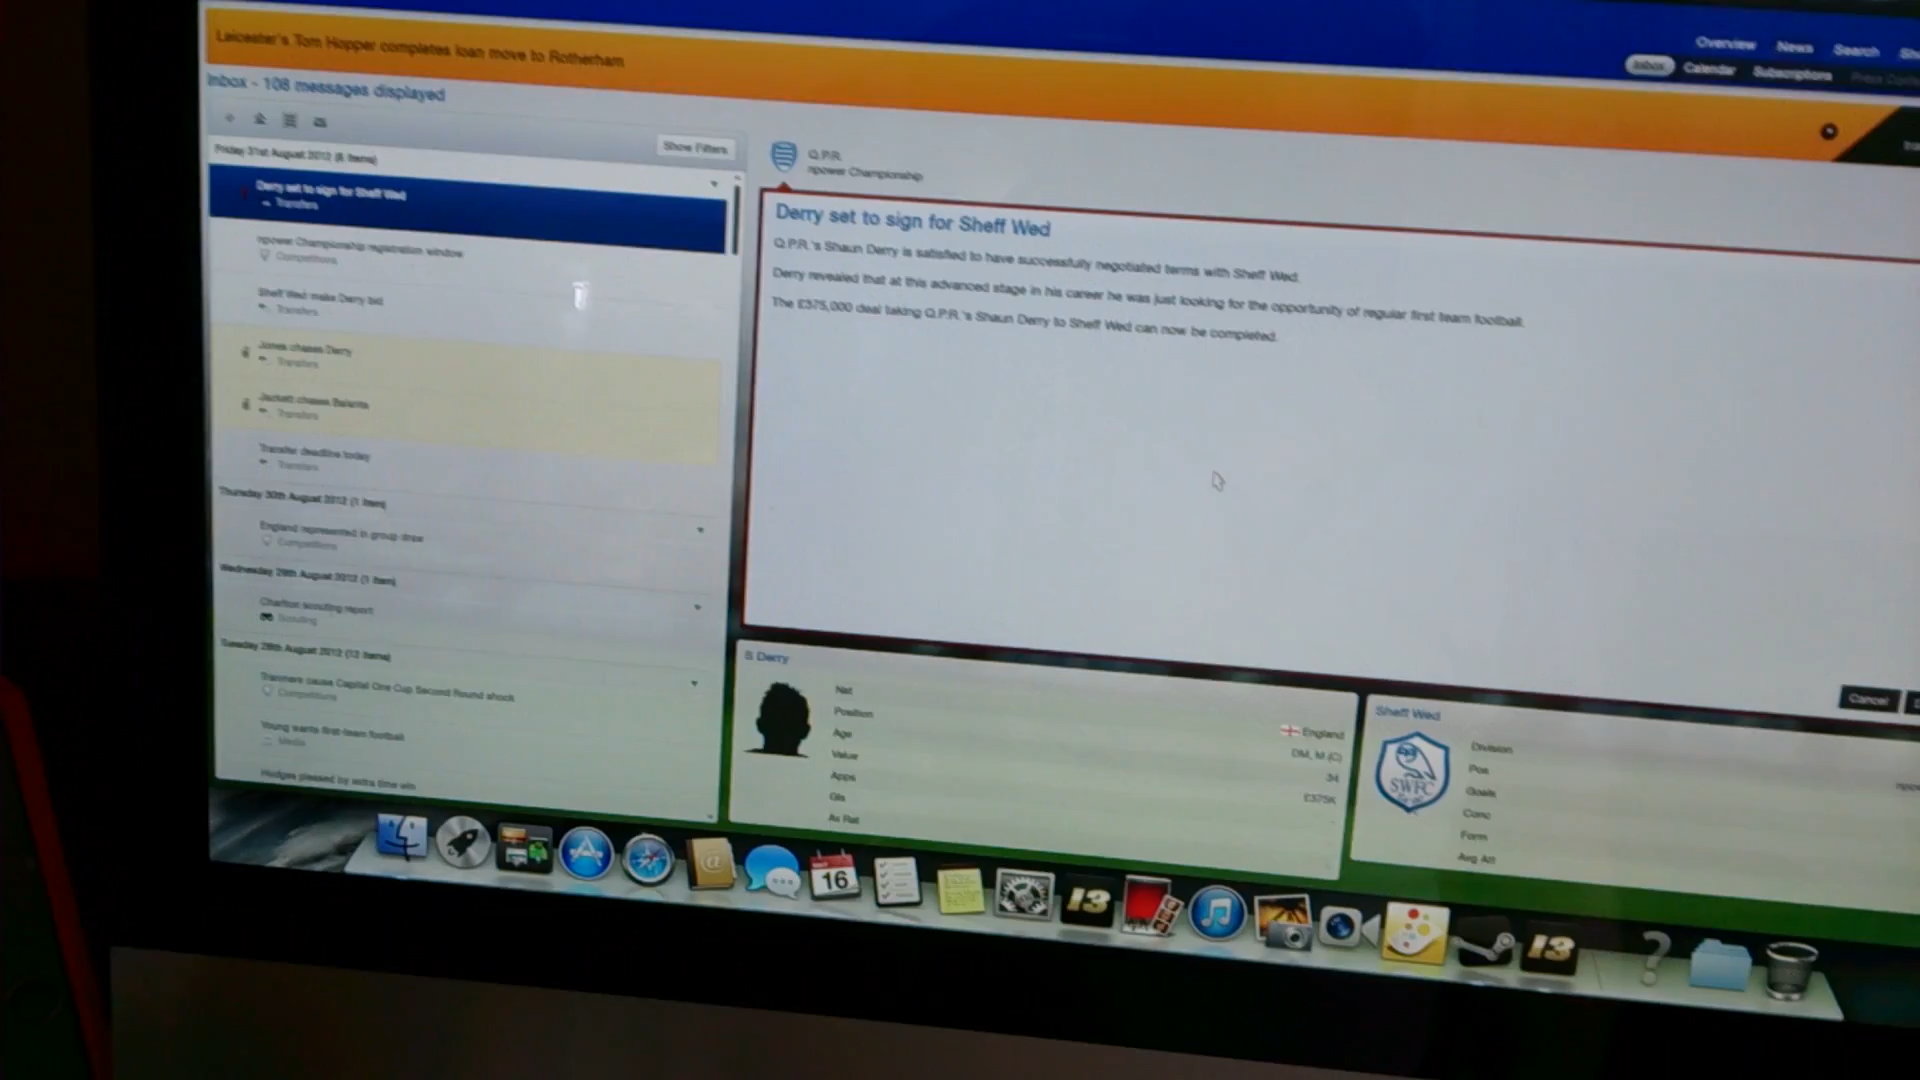 Leicester's Tom Hopper completes loan move to Rotherham
Overview News Search
Inbox Calendar Subscriptions
Inbox - 108 messages displayed
Show Filters
Friday 31st August 2012 (6 items)
Derry set to sign for Sheff Wed
Transfers
npower Championship registration window
Competitions
Sheff Wed make Derry bid
Transfers
Jones chases Derry
Transfers
Jackett chases Balanta
Transfers
Transfer deadline today
Transfers
Thursday 30th August 2012 (1 item)
England represented in group draw
Competitions
Wednesday 29th August 2012 (1 item)
Charlton scouting report
Scouting
Tuesday 28th August 2012 (12 items)
Tranmere cause Capital One Cup Second Round shock
Competitions
Young wants first-team football
Media
Hodges pleased by extra time win
Q.P.R.
npower Championship
Derry set to sign for Sheff Wed
Q.P.R.'s Shaun Derry is satisfied to have successfully negotiated terms with Sheff Wed.
Derry revealed that at this advanced stage in his career he was just looking for the opportunity of regular first team football.
The £375,000 deal taking Q.P.R.'s Shaun Derry to Sheff Wed can now be completed.
Cancel
S Derry
Nat England
Position DM, M (C)
Age 34
Value £375K
Apps
Gls
Av Rat
Sheff Wed
SWFC
Division
Pos
Goals
Conc
Form
Avg Att
16
13
13